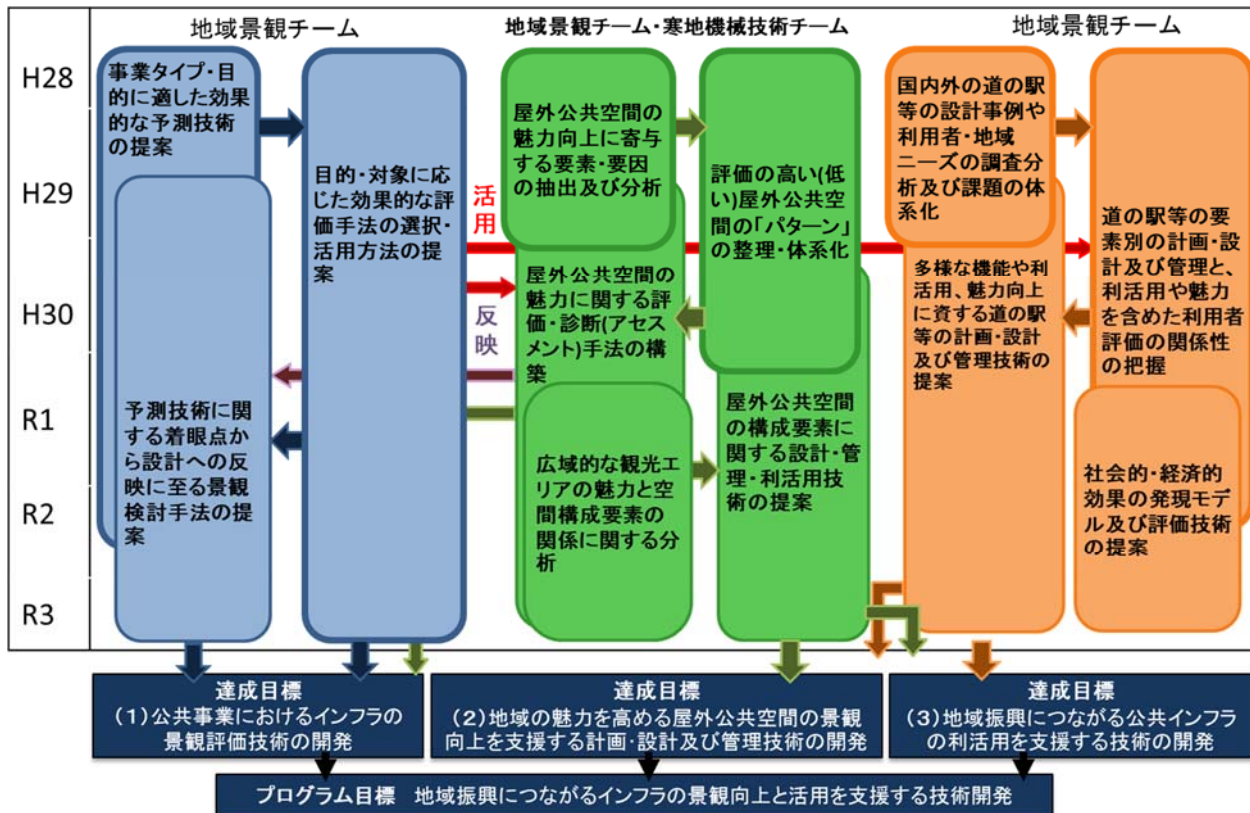 地域景観チーム
地域景観チーム・寒地機械技術チーム
地域景観チーム
H28
H29
H30
R1
R2
R3
事業タイプ・目
的に適した効果
的な予測技術
の提案
目的・対象に応
じた効果的な評
価手法の選択・
活用方法の提
案
予測技術に関
する着眼点か
ら設計への反
映に至る景観
検討手法の提
案
活用
反映
屋外公共空間の
魅力向上に寄与
する要素・要因
の抽出及び分析
評価の高い(低
い)屋外公共空
間の「パターン」
の整理・体系化
屋外公共空間の
魅力に関する評
価・診断(アセス
メント)手法の構
築
屋外公共空間
の構成要素に
関する設計・管
理・利活用技
術の提案
広域的な観光エ
リアの魅力と空
間構成要素の
関係に関する分
析
国内外の道の駅
等の設計事例や
利用者・地域
ニーズの調査分
析及び課題の体
系化
道の駅等の要
素別の計画・設
計及び管理と、
利活用や魅力
を含めた利用者
評価の関係性
の把握
多様な機能や利
活用、魅力向上
に資する道の駅
等の計画・設計
及び管理技術の
提案
社会的・経済的
効果の発現モ
デル及び評価技術
の提案
達成目標
(1)公共事業におけるインフラの
景観評価技術の開発
達成目標
(2)地域の魅力を高める屋外公共空間の景観
向上を支援する計画・設計及び管理技術の開発
達成目標
(3)地域振興につながる公共インフラ
の利活用を支援する技術の開発
プログラム目標 地域振興につながるインフラの景観向上と活用を支援する技術開発